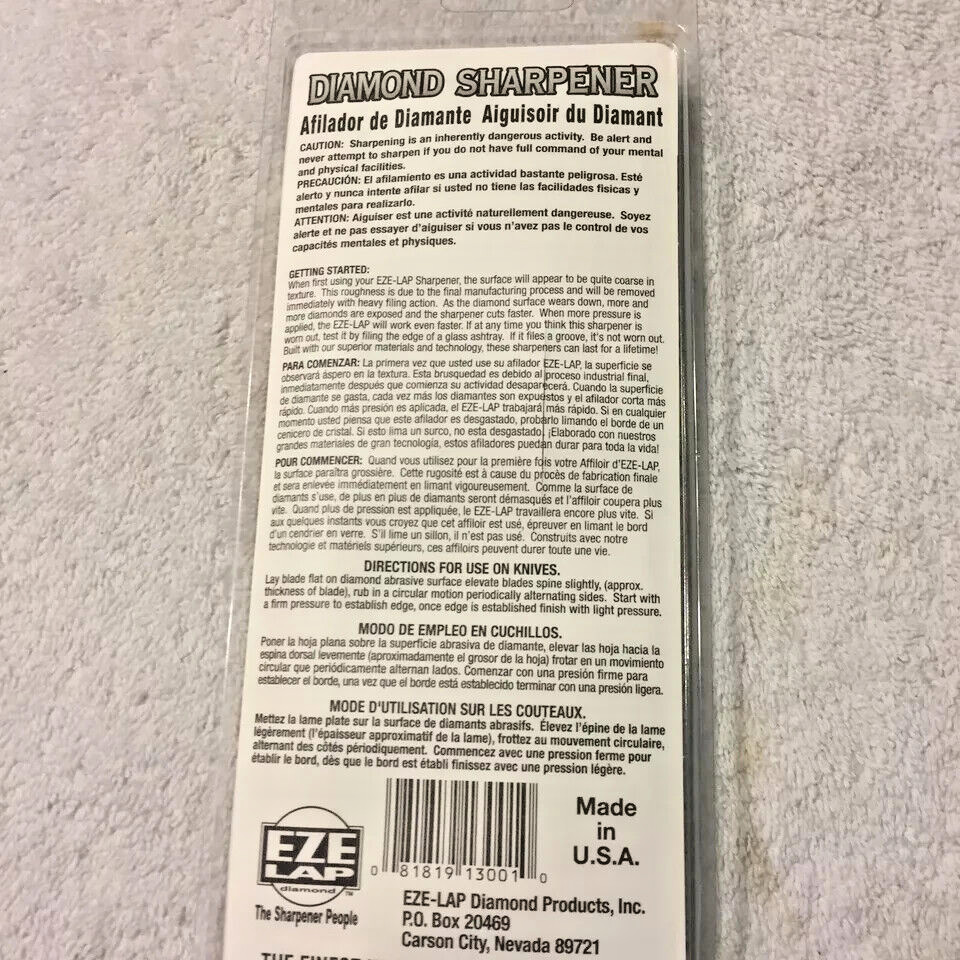 DIAMOND SHARPENER
Afilador de Diamante Aiguisoir du Diamant
CAUTION: Sharpening is an inherently dangerous activity. Be alert and
never attempt to sharpen if you do not have full command of your mental
and physical facilities.
PRECAUCIÓN: El afilamiento es una actividad bastante peligrosa. Esté
alerto y nunca intente afilar si usted no tiene las facilidades fisicas y
mentales para realizarlo.
ATTENTION: Aiguiser est une activité naturellement dangereuse. Soyez
alerte et ne pas essayer d'aiguiser si vous n'avez pas le control de vos
capacités mentales et physiques.
GETTING STARTED:
When first using your EZE-LAP Sharpener, the surface will appear to be quite coarse in
texture. This roughness is due to the final manufacturing process and will be removed
immediately with heavy filing action. As the diamond surface wears down, more and
more diamonds are exposed and the sharpener cuts faster. When more pressure is
applied, the EZE-LAP will work even faster. If at any time you think this sharpener is
worn out, test it by filing the edge of a glass ashtray. If it files a groove, it's not worn out.
Built with our superior materials and technology, these sharpeners can last for a lifetime!
PARA COMENZAR: La primera vez que usted use su afilador EZE-LAP, la superficie se
observará áspero en la textura. Esta brusquedad es debido al proceso industrial final,
inmediatamente después que comienza su actividad desaparecerá. Cuando la superficie
de diamante se gasta, cada vez más los diamantes son expuestos y el afilador corta más
rápido. Cuando más presión es aplicada, el EZE-LAP trabajará más rápido. Si en cualquier
momento usted piensa que este afilador es desgastado, probarlo limando el borde de un
cenicero de cristal. Si esto lima un surco, no esta desgastado. ¡Elaborado con nuestros
grandes materiales de gran tecnologia, estos afiladores puedan durar para toda la vida!
POUR COMMENCER: Quand vous utilisez pour la première fois votre Affiloir d'EZE-LAP,
la surface paraîtra grossière. Cette rugosité est à cause du procès de fabrication finale
et sera enlevée immédiatement en limant vigoureusement. Comme la surface de
diamants s'use, de plus en plus de diamants seront démasqués et l'affiloir coupera plus
vite. Quand plus de pression est appliquée, le EZE-LAP travaillera encore plus vite. Si
aux quelques instants vous croyez que cet affiloir est usé, épreuver en limant le bord
d'un cendrier en verre. S'il lime un sillon, il n'est pas usé. Construits avec notre
technologie et matériels supérieurs, ces affiloirs peuvent durer toute une vie.
DIRECTIONS FOR USE ON KNIVES.
Lay blade flat on diamond abrasive surface elevate blades spine slightly, (approx.
thickness of blade), rub in a circular motion periodically alternating sides. Start with
a firm pressure to establish edge, once edge is established finish with light pressure.
MODO DE EMPLEO EN CUCHILLOS.
Poner la hoja plana sobre la superficie abrasiva de diamante, elevar las hoja hacia la
espina dorsal levemente (aproximadamente el grosor de la hoja) frotar en un movimiento
circular que periódicamente alternan lados. Comenzar con una presión firme para
establecer el borde, una vez que el borde está establecido terminar con una presión ligera.
MODE D'UTILISATION SUR LES COUTEAUX.
Mettez la lame plate sur la surface de diamants abrasifs. Élevez l'épine de la lame
légèrement (l'épaisseur approximatif de la lame), frottez au mouvement circulaire,
alternant des côtés périodiquement. Commencez avec une pression ferme pour
établir le bord, dès que le bord est établi finissez avec une pression légère.
EZE
LAP
diamond™
The Sharpener People
0 81819 13001 0
Made
in
U.S.A.
EZE-LAP Diamond Products, Inc.
P.O. Box 20469
Carson City, Nevada 89721
THE FINEST